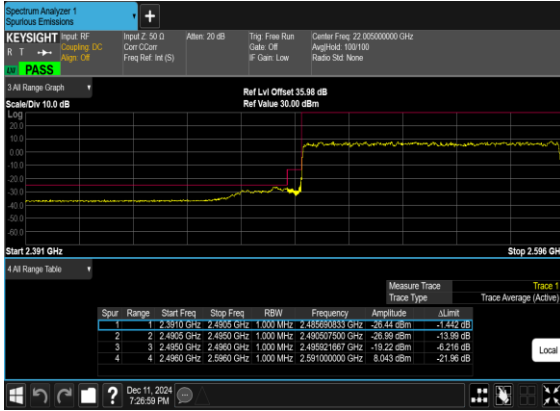 Spectrum Analyzer 1
Spurious Emissions
KEYSIGHT Input: RF Input Z: 50 Ω Atten: 20 dB Trig: Free Run Center Freq: 22.005000000 GHz
R T Coupling: DC Corr CCorr Gate: Off Avg|Hold: 100/100
Align: Off Freq Ref: Int (S) IF Gain: Low Radio Std: None
PASS
3 All Range Graph Ref Lvl Offset 35.98 dB
Scale/Div 10.0 dB Ref Value 30.00 dBm
Log
20.0
10.0
0.00
-10.0
-20.0
-30.0
-40.0
-50.0
-60.0
Start 2.391 GHz Stop 2.596 GH
4 All Range Table
Measure Trace Trace 1
Trace Type Trace Average (Active)
Spur Range Start Freq Stop Freq RBW Frequency Amplitude ΔLimit
1 1 2.3910 GHz 2.4905 GHz 1.000 MHz 2.485690833 GHz -26.44 dBm -1.442 dB
2 2 2.4905 GHz 2.4950 GHz 1.000 MHz 2.490507500 GHz -26.99 dBm -13.99 dB
3 3 2.4950 GHz 2.4960 GHz 1.000 MHz 2.495921667 GHz -19.22 dBm -6.216 dB
4 4 2.4960 GHz 2.5960 GHz 1.000 MHz 2.591000000 GHz 8.043 dBm -21.96 dB
Local
Dec 11, 2024
7:26:59 PM